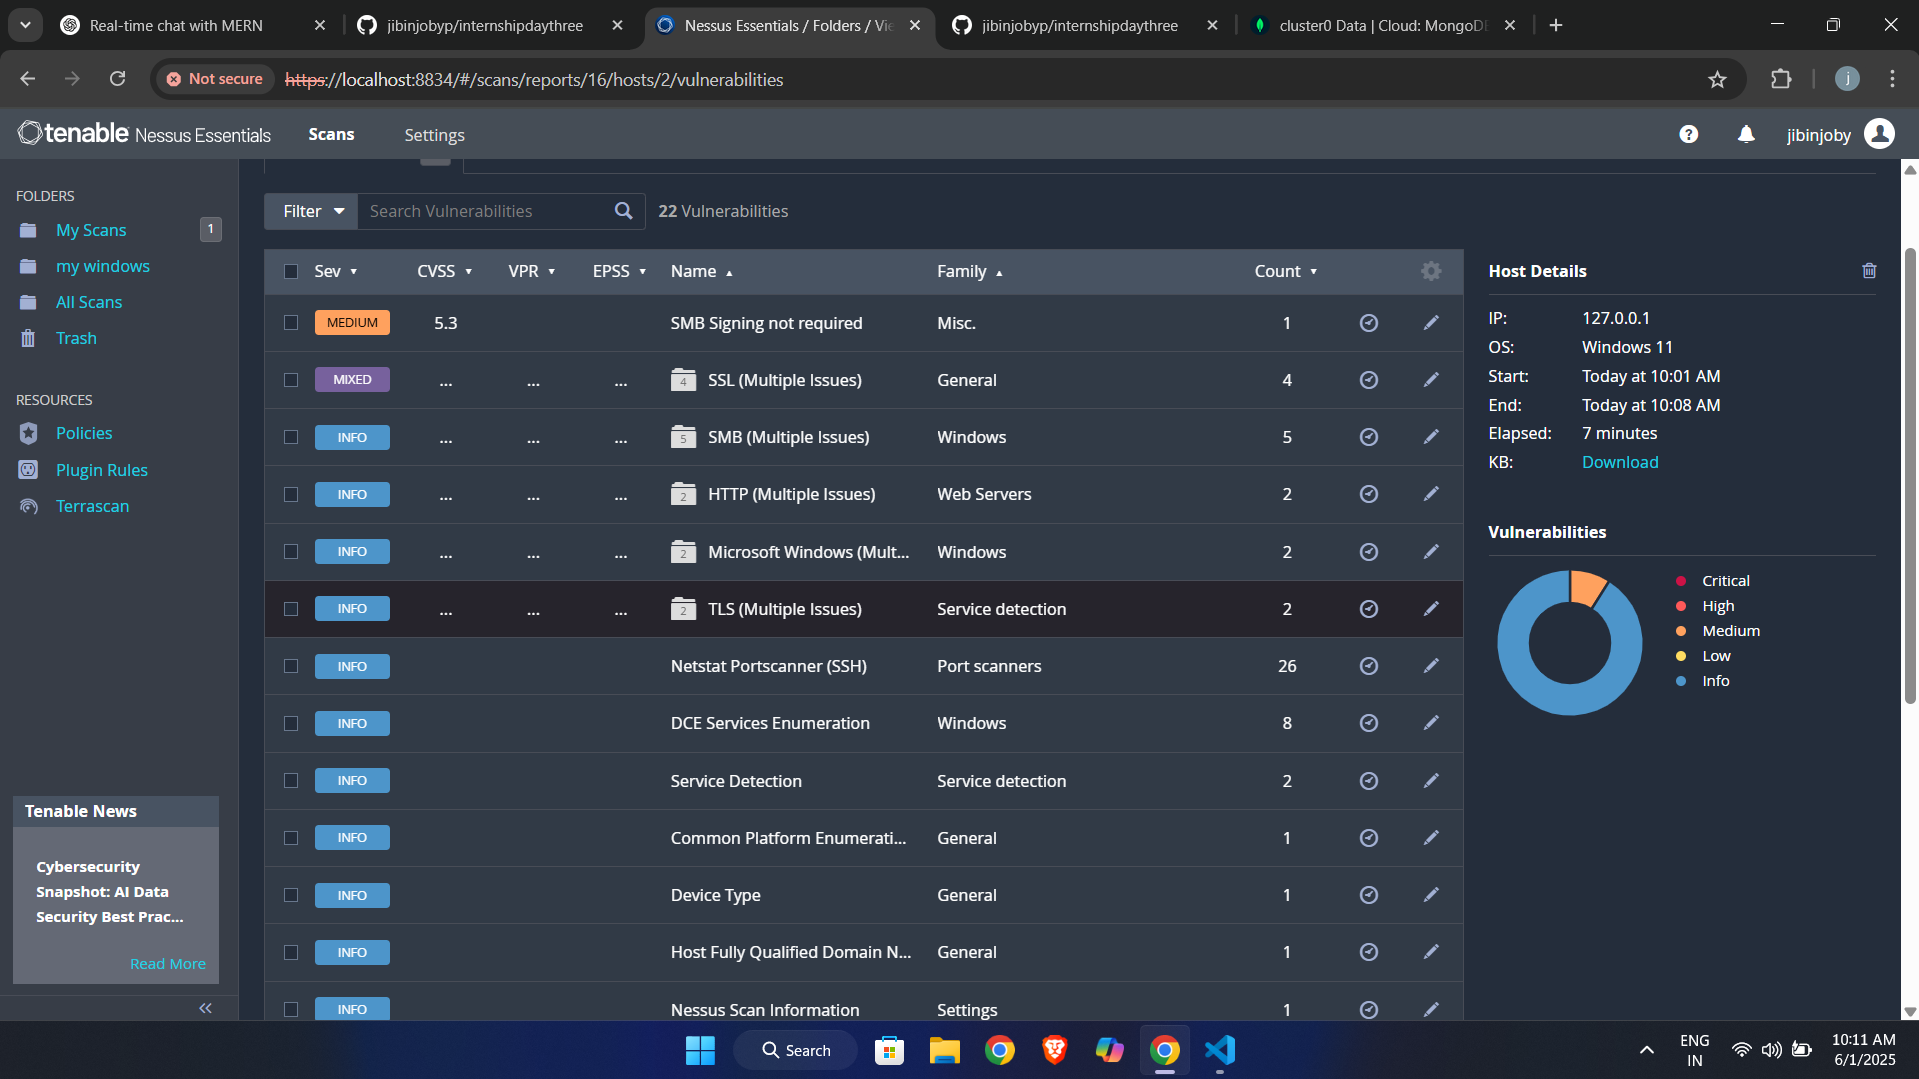 Real-time chat with MERN
jibinjobyp/internshipdaythree
Nessus Essentials / Folders / Vie
jibinjobyp/internshipdaythree
cluster0 Data | Cloud: MongoDB
Not secure
https://localhost:8834/#/scans/reports/16/hosts/2/vulnerabilities
j
tenable Nessus Essentials
Scans
Settings
?
jibinjoby
FOLDERS
My Scans 1
my windows
All Scans
Trash
RESOURCES
Policies
Plugin Rules
Terrascan
Tenable News
Cybersecurity
Snapshot: AI Data
Security Best Prac...
Read More
Filter
Search Vulnerabilities
22 Vulnerabilities
Sev CVSS VPR EPSS Name Family Count
MEDIUM 5.3 SMB Signing not required Misc. 1
MIXED ... ... ... 4 SSL (Multiple Issues) General 4
INFO ... ... ... 5 SMB (Multiple Issues) Windows 5
INFO ... ... ... 2 HTTP (Multiple Issues) Web Servers 2
INFO ... ... ... 2 Microsoft Windows (Mult... Windows 2
INFO ... ... ... 2 TLS (Multiple Issues) Service detection 2
INFO Netstat Portscanner (SSH) Port scanners 26
INFO DCE Services Enumeration Windows 8
INFO Service Detection Service detection 2
INFO Common Platform Enumerati... General 1
INFO Device Type General 1
INFO Host Fully Qualified Domain N... General 1
INFO Nessus Scan Information Settings 1
Host Details
IP: 127.0.0.1
OS: Windows 11
Start: Today at 10:01 AM
End: Today at 10:08 AM
Elapsed: 7 minutes
KB: Download
Vulnerabilities
Critical
High
Medium
Low
Info
Search
ENG
IN
10:11 AM
6/1/2025